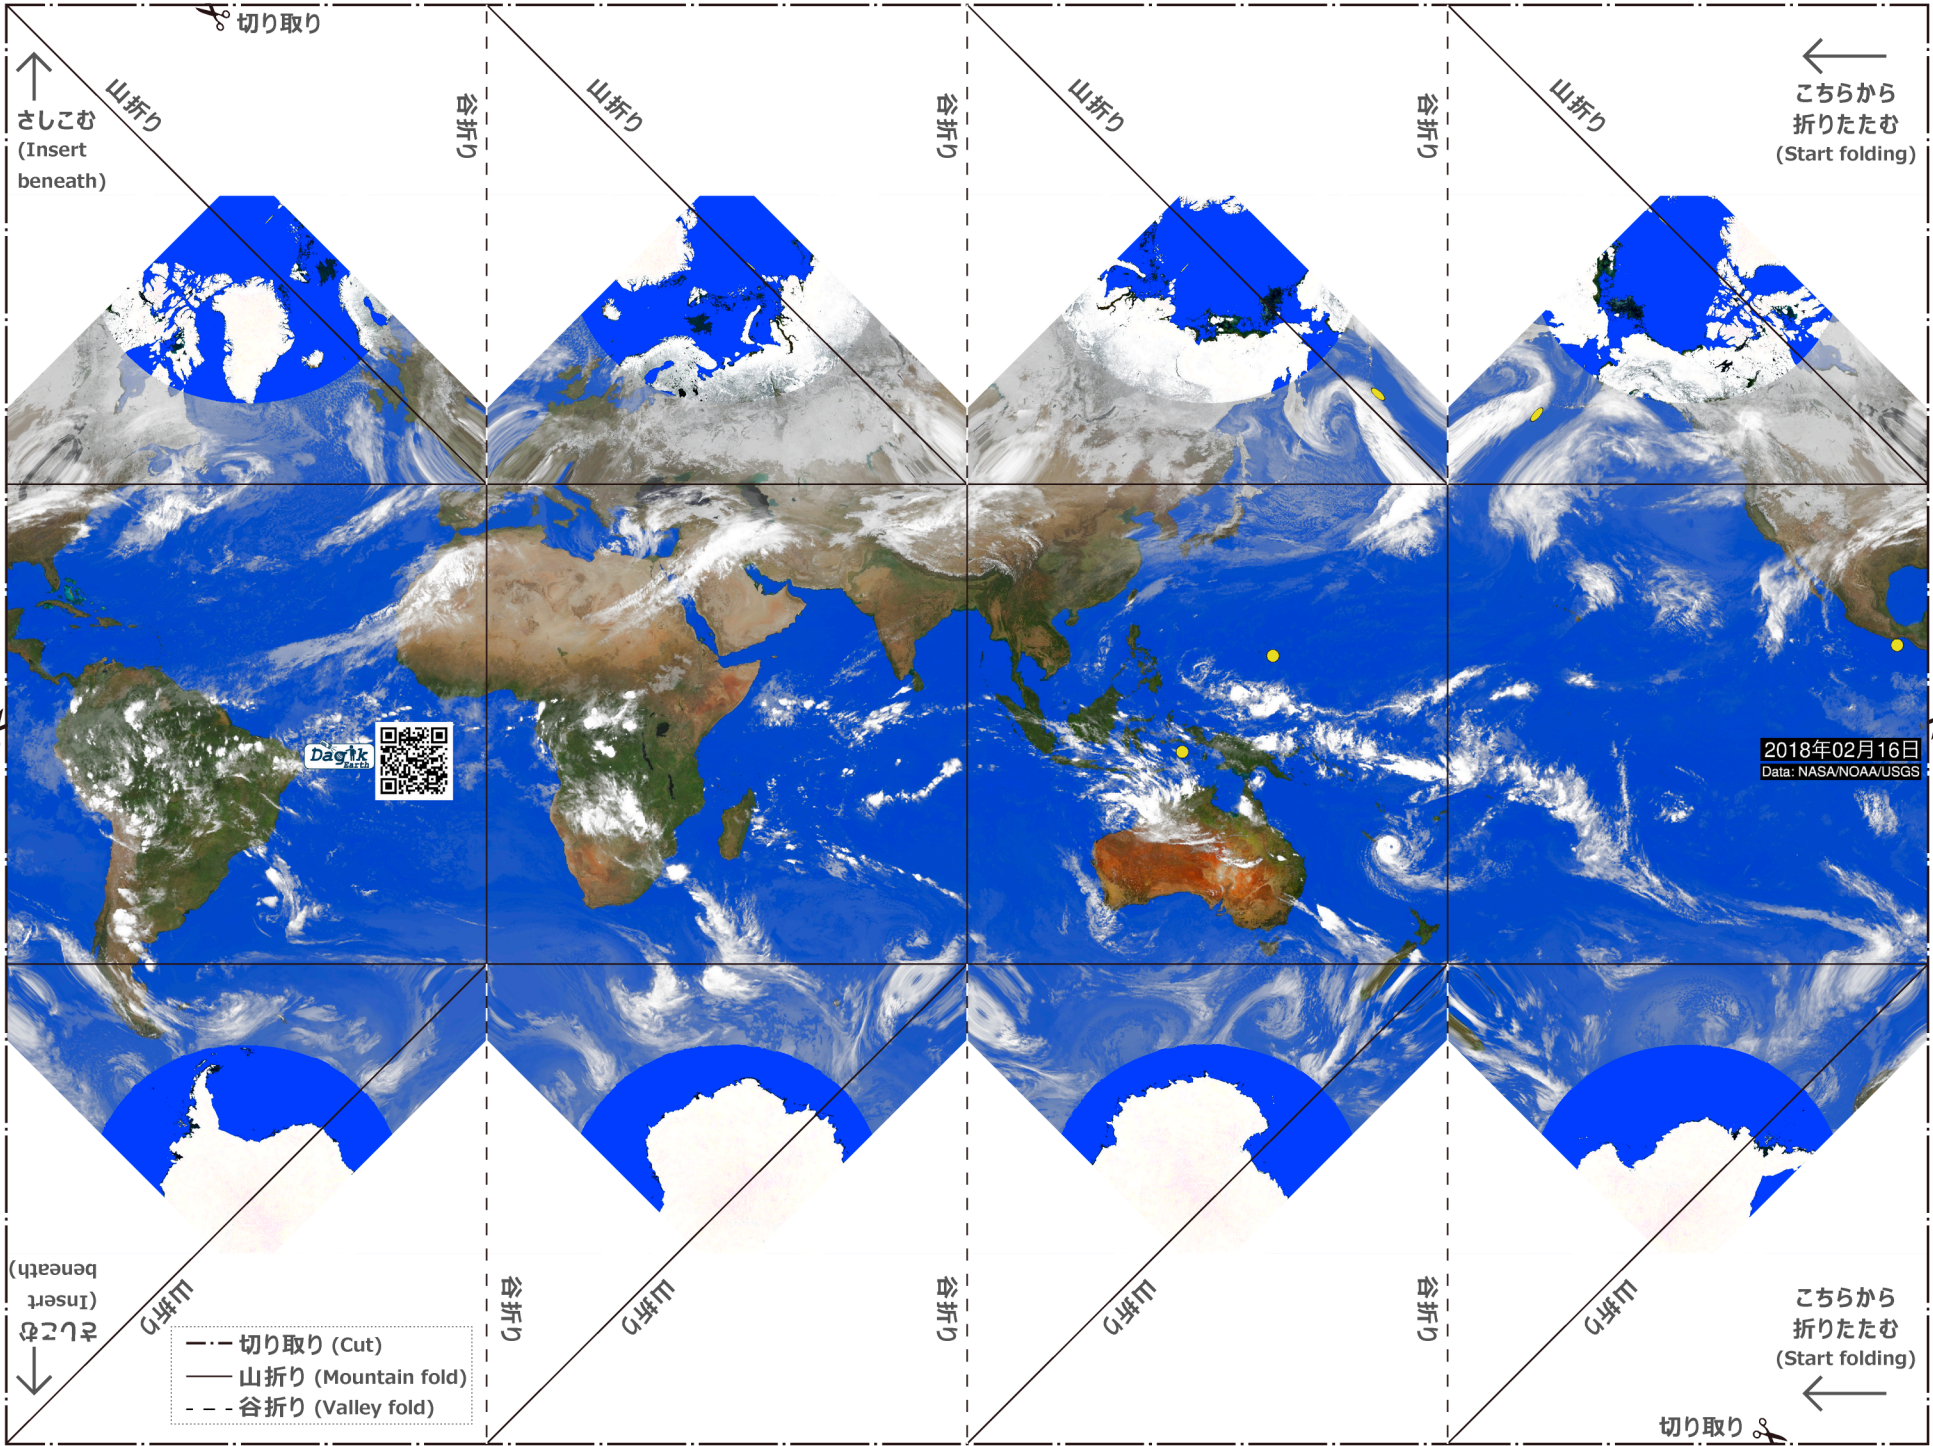 切り取り
さしこむ
(Insert
beneath)
山折り
谷折り
山折り
谷折り
山折り
谷折り
山折り
こちらから
折りたたむ
(Start folding)
Dagik
Earth
2018年02月16日
Data: NASA/NOAA/USGS
さしこむ
(Insert
beneath)
山折り
谷折り
山折り
谷折り
山折り
谷折り
山折り
こちらから
折りたたむ
(Start folding)
切り取り (Cut)
山折り (Mountain fold)
谷折り (Valley fold)
切り取り